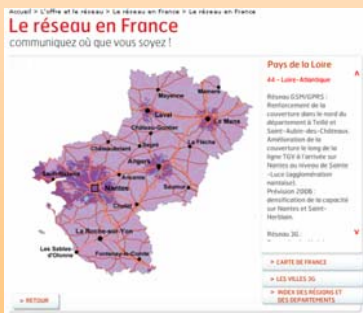 Accueil > L'offre et le réseau > Le réseau en France > Le réseau en France
Le réseau en France
communiquez où que vous soyez !
Pays de la Loire
44 - Loire-Atlantique
Réseau GSM/GPRS :
Renforcement de la
couverture dans le nord du
département à Teillé et
Saint-Aubin-des-Châteaux.
Amélioration de la
couverture le long de la
ligne TGV à l'arrivée sur
Nantes au niveau de Sainte
-Luce (agglomération
nantaise).
Prévision 2008 :
densification de la capacité
sur Nantes et Saint-
Herblain.
Réseau 3G :
Mayenne
Mamers
Laval
Le Mans
Château-Gontier
Châteaubriant
Segré
La Flèche
Angers
Ancenis
Saint-Nazaire
Nantes
Saumur
Cholet
La Roche-sur-Yon
Les Sables-
d'Olonne
Fontenay-le-Comte
> RETOUR
> CARTE DE FRANCE
> LES VILLES 3G
> INDEX DES RÉGIONS ET
DES DEPARTEMENTS